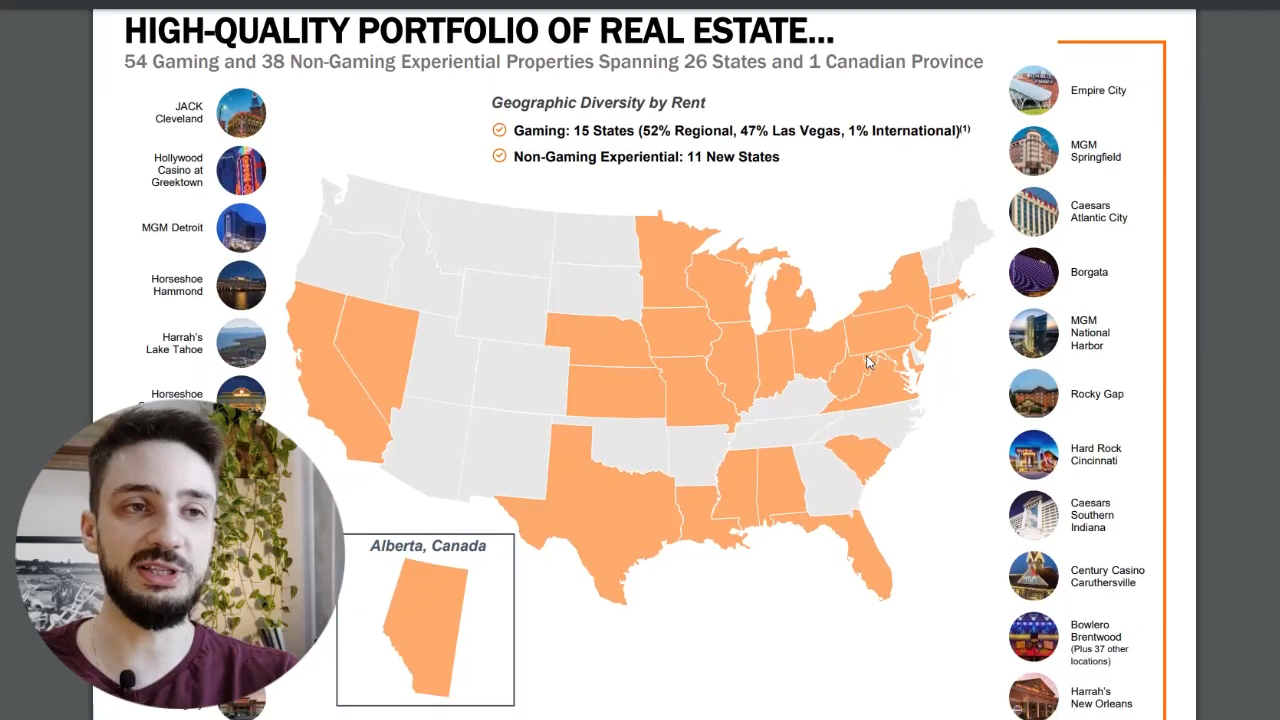 HIGH-QUALITY PORTFOLIO OF REAL ESTATE...
54 Gaming and 38 Non-Gaming Experiential Properties Spanning 26 States and 1 Canadian Province
Geographic Diversity by Rent
Gaming: 15 States (52% Regional, 47% Las Vegas, 1% International)(1)
Non-Gaming Experiential: 11 New States
JACK
Cleveland
Hollywood
Casino at
Greektown
MGM Detroit
Horseshoe
Hammond
Harrah's
Lake Tahoe
Horseshoe
Alberta, Canada
Empire City
MGM
Springfield
Caesars
Atlantic City
Borgata
MGM
National
Harbor
Rocky Gap
Hard Rock
Cincinnati
Caesars
Southern
Indiana
Century Casino
Caruthersville
Bowlero
Brentwood
(Plus 37 other
locations)
Harrah's
New Orleans